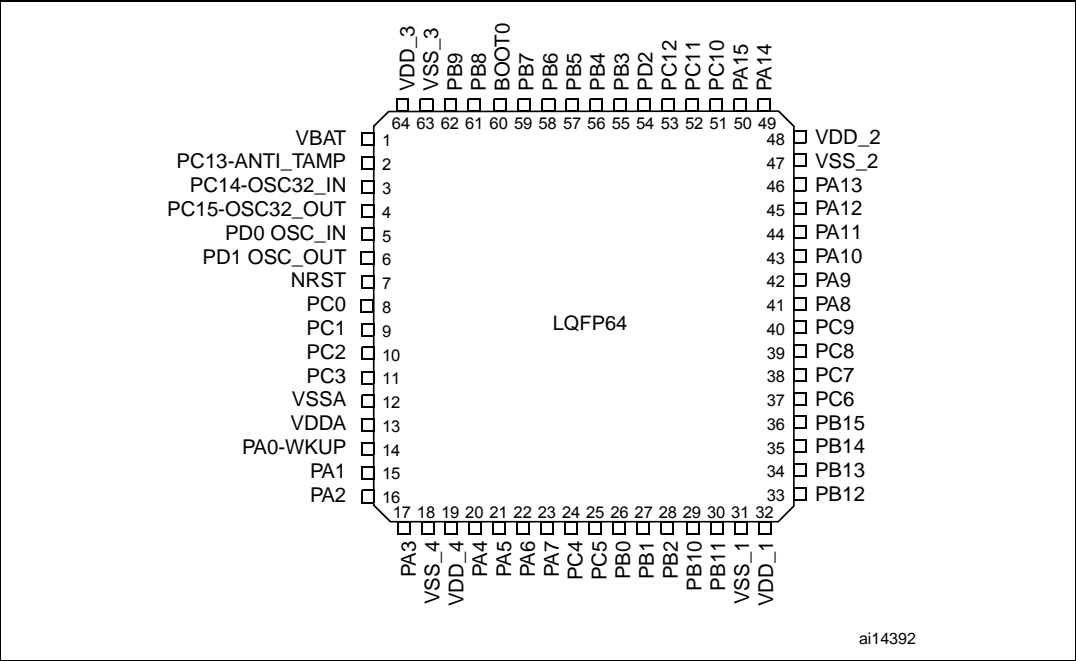 VDD_3
VSS_3
PB9
PB8
BOOT0
PB7
PB6
PB5
PB4
PB3
PD2
PC12
PC11
PC10
PA15
PA14
64 63 62 61 60 59 58 57 56 55 54 53 52 51 50 49
VBAT 1
PC13-ANTI_TAMP 2
PC14-OSC32_IN 3
PC15-OSC32_OUT 4
PD0 OSC_IN 5
PD1 OSC_OUT 6
NRST 7
PC0 8
PC1 9
PC2 10
PC3 11
VSSA 12
VDDA 13
PA0-WKUP 14
PA1 15
PA2 16
LQFP64
48 VDD_2
47 VSS_2
46 PA13
45 PA12
44 PA11
43 PA10
42 PA9
41 PA8
40 PC9
39 PC8
38 PC7
37 PC6
36 PB15
35 PB14
34 PB13
33 PB12
17 18 19 20 21 22 23 24 25 26 27 28 29 30 31 32
PA3
VSS_4
VDD_4
PA4
PA5
PA6
PA7
PC4
PC5
PB0
PB1
PB2
PB10
PB11
VSS_1
VDD_1
ai14392